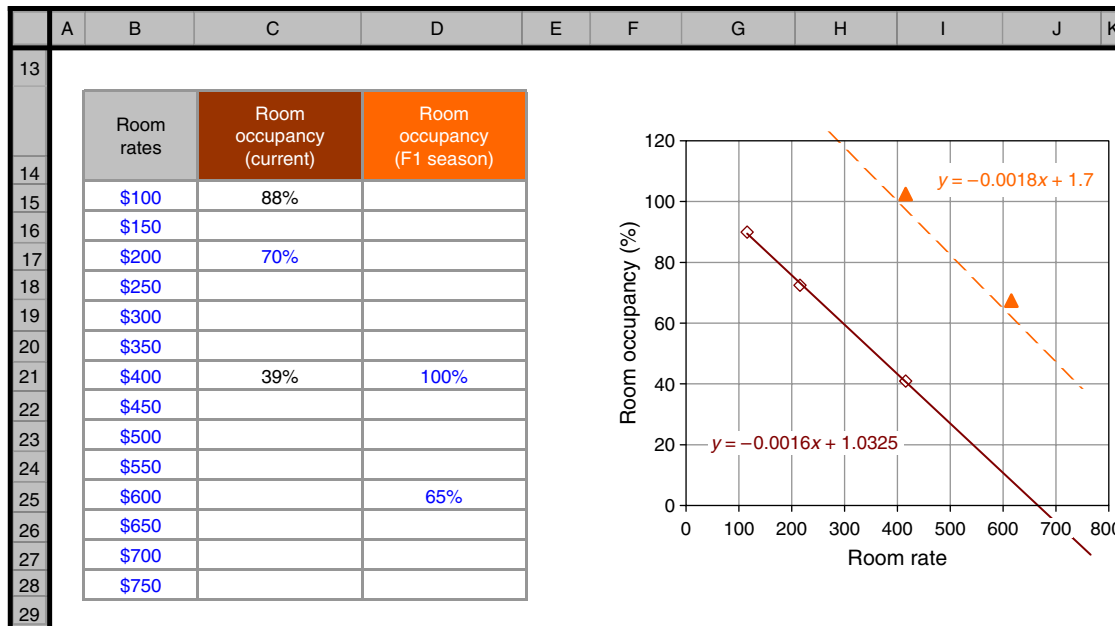 A B C D E F G H I J K
13
14
15
16
17
18
19
20
21
22
23
24
25
26
27
28
29
Room
rates
Room
occupancy
(current)
Room
occupancy
(F1 season)
$100 88%
$150
$200 70%
$250
$300
$350
$400 39% 100%
$450
$500
$550
$600 65%
$650
$700
$750
Room occupancy (%)
120
100
80
60
40
20
0
y = −0.0018x + 1.7
y = −0.0016x + 1.0325
0 100 200 300 400 500 600 700 800
Room rate